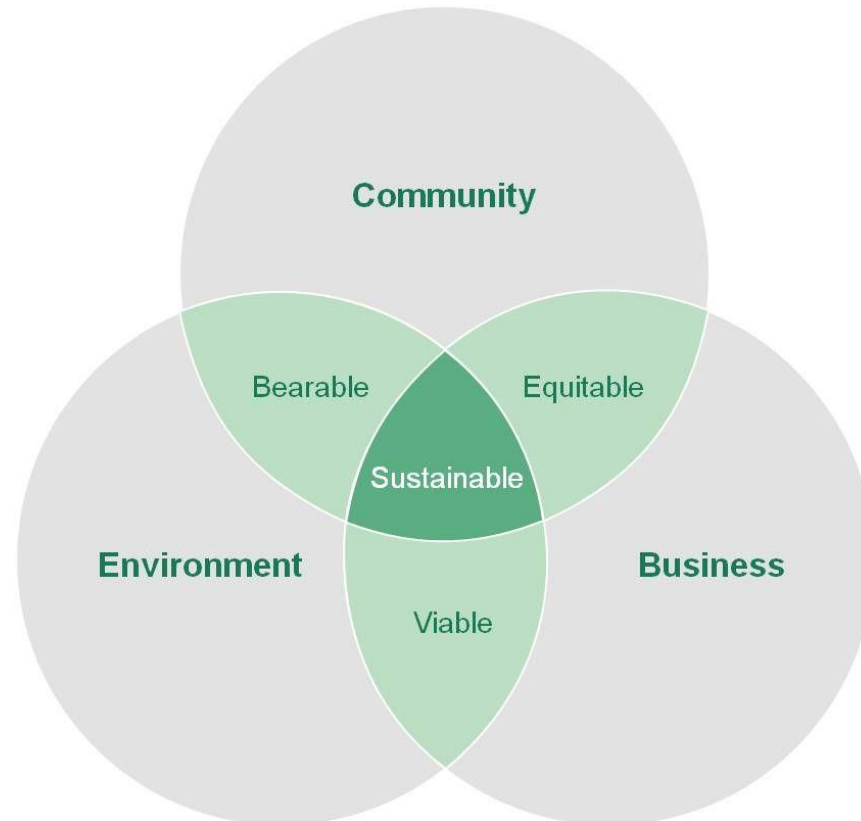 Community
Bearable
Equitable
Sustainable
Environment
Business
Viable